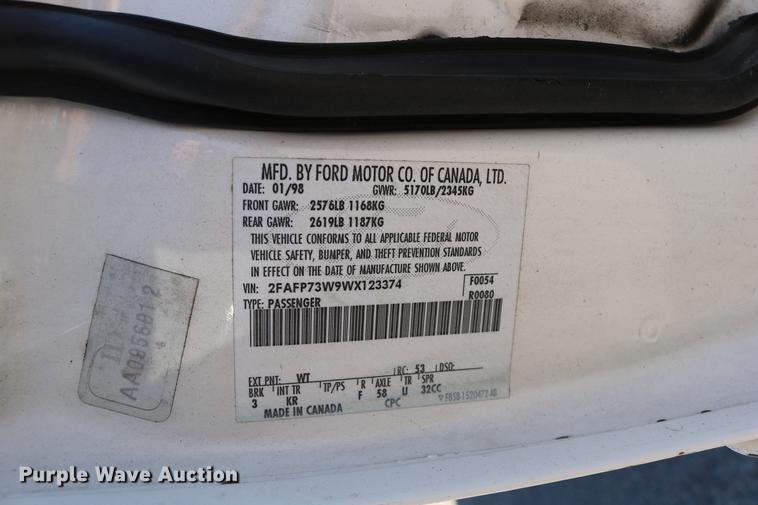 MFD. BY FORD MOTOR CO. OF CANADA, LTD.
DATE: 01/98 GVWR: 5170LB/2345KG
FRONT GAWR: 2576LB 1168KG
REAR GAWR: 2619LB 1187KG
THIS VEHICLE CONFORMS TO ALL APPLICABLE FEDERAL MOTOR
VEHICLE SAFETY, BUMPER, AND THEFT PREVENTION STANDARDS
IN EFFECT ON THE DATE OF MANUFACTURE SHOWN ABOVE.
VIN: 2FAFP73W9WX123374 F0054
TYPE: PASSENGER R0080
EXT PNT: WT RC: 53 DSO:
BRK INT TR TP/PS R AXLE TR SPR
3 KR F 58 U 32CC
MADE IN CANADA CPC
AA0856012
Purple Wave Auction